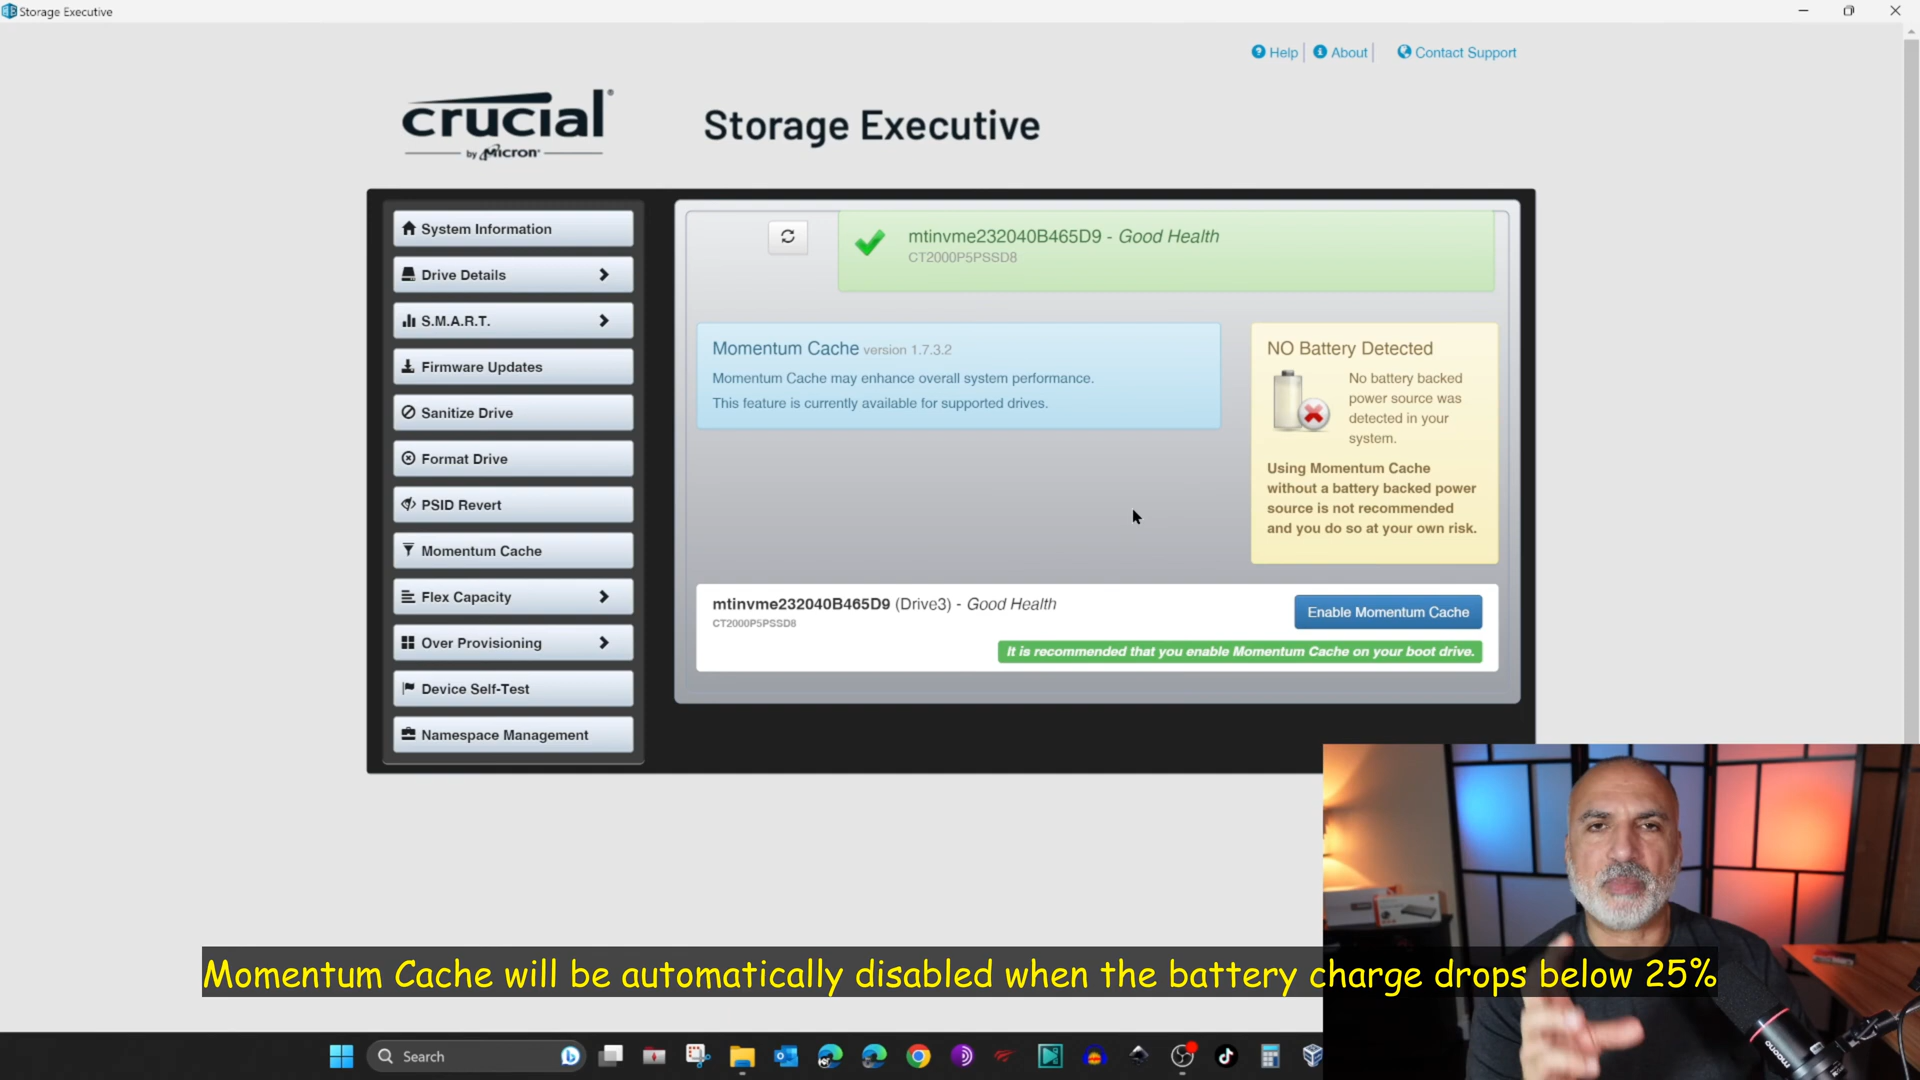 Storage Executive
Help
About
Contact Support
crucial®
by Micron®
Storage Executive
System Information
Drive Details
S.M.A.R.T.
Firmware Updates
Sanitize Drive
Format Drive
PSID Revert
Momentum Cache
Flex Capacity
Over Provisioning
Device Self-Test
Namespace Management
mtinvme232040B465D9 - Good Health
CT2000P5PSSD8
Momentum Cache version 1.7.3.2
Momentum Cache may enhance overall system performance.
This feature is currently available for supported drives.
NO Battery Detected
No battery backed
power source was
detected in your
system.
Using Momentum Cache
without a battery backed power
source is not recommended
and you do so at your own risk.
mtinvme232040B465D9 (Drive3) - Good Health
CT2000P5PSSD8
Enable Momentum Cache
It is recommended that you enable Momentum Cache on your boot drive.
Momentum Cache will be automatically disabled when the battery charge drops below 25%
Search
maono